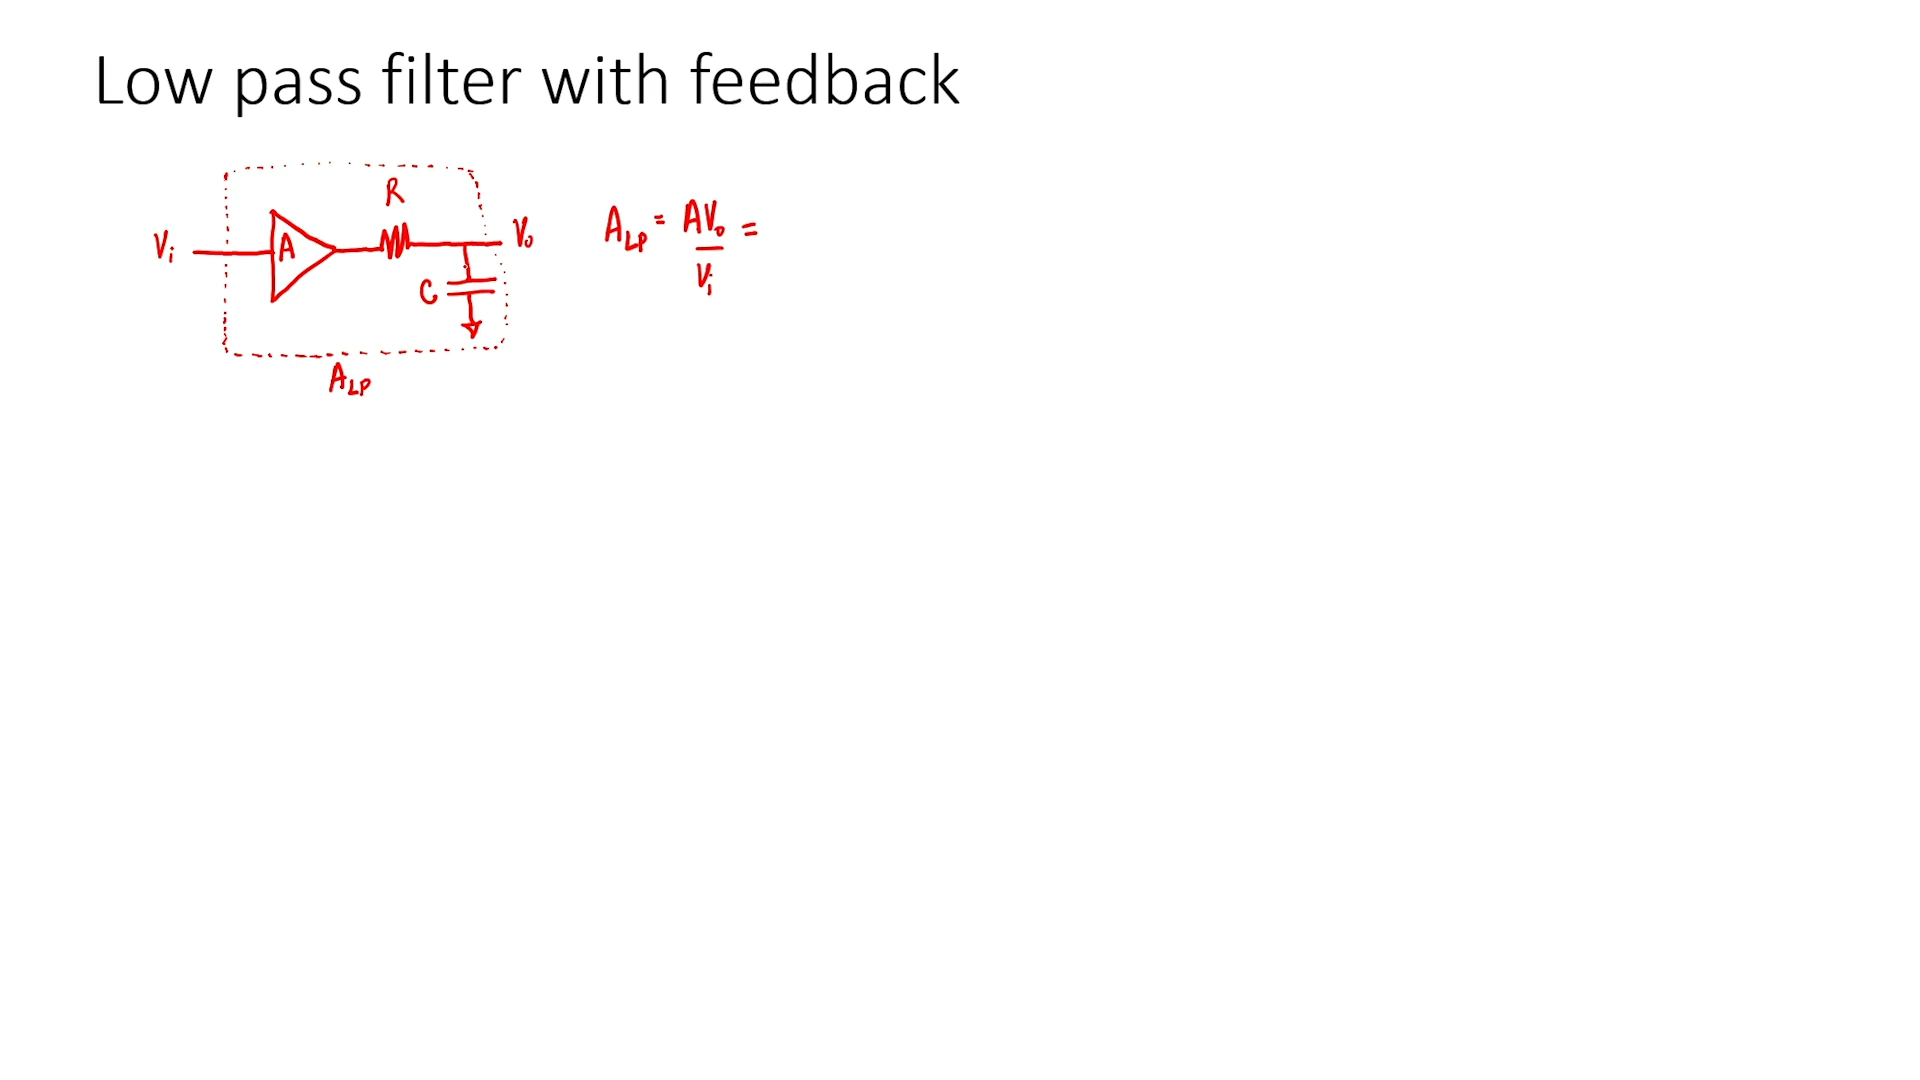 Low pass filter with feedback
R
Vi
A
Vo
C
ALP
ALP = AVo =
Vi